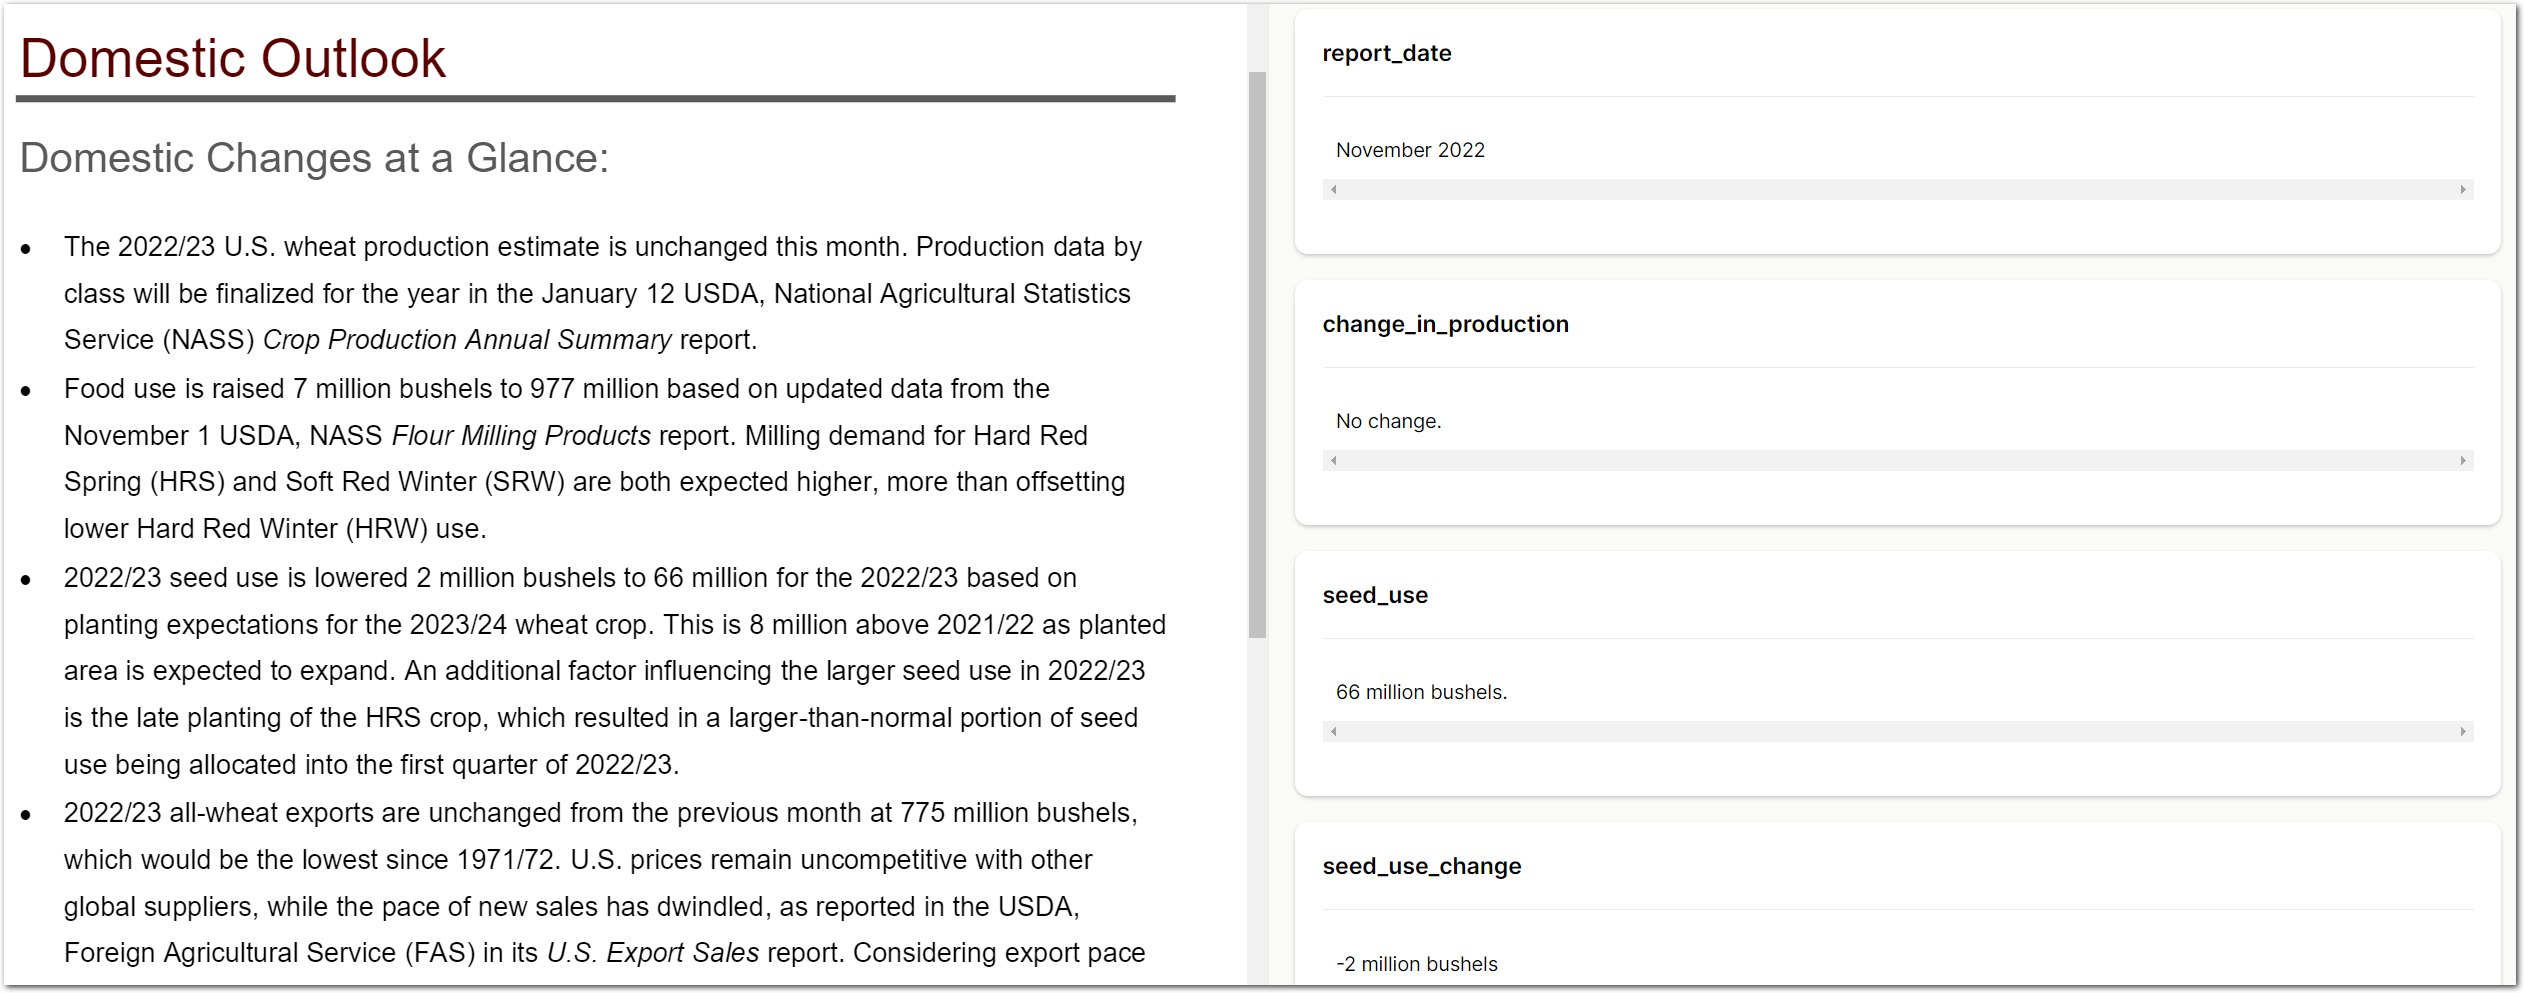 Domestic Outlook
Domestic Changes at a Glance:
• The 2022/23 U.S. wheat production estimate is unchanged this month. Production data by
class will be finalized for the year in the January 12 USDA, National Agricultural Statistics
Service (NASS) Crop Production Annual Summary report.
• Food use is raised 7 million bushels to 977 million based on updated data from the
November 1 USDA, NASS Flour Milling Products report. Milling demand for Hard Red
Spring (HRS) and Soft Red Winter (SRW) are both expected higher, more than offsetting
lower Hard Red Winter (HRW) use.
• 2022/23 seed use is lowered 2 million bushels to 66 million for the 2022/23 based on
planting expectations for the 2023/24 wheat crop. This is 8 million above 2021/22 as planted
area is expected to expand. An additional factor influencing the larger seed use in 2022/23
is the late planting of the HRS crop, which resulted in a larger-than-normal portion of seed
use being allocated into the first quarter of 2022/23.
• 2022/23 all-wheat exports are unchanged from the previous month at 775 million bushels,
which would be the lowest since 1971/72. U.S. prices remain uncompetitive with other
global suppliers, while the pace of new sales has dwindled, as reported in the USDA,
Foreign Agricultural Service (FAS) in its U.S. Export Sales report. Considering export pace
report_date
November 2022
change_in_production
No change.
seed_use
66 million bushels.
seed_use_change
-2 million bushels